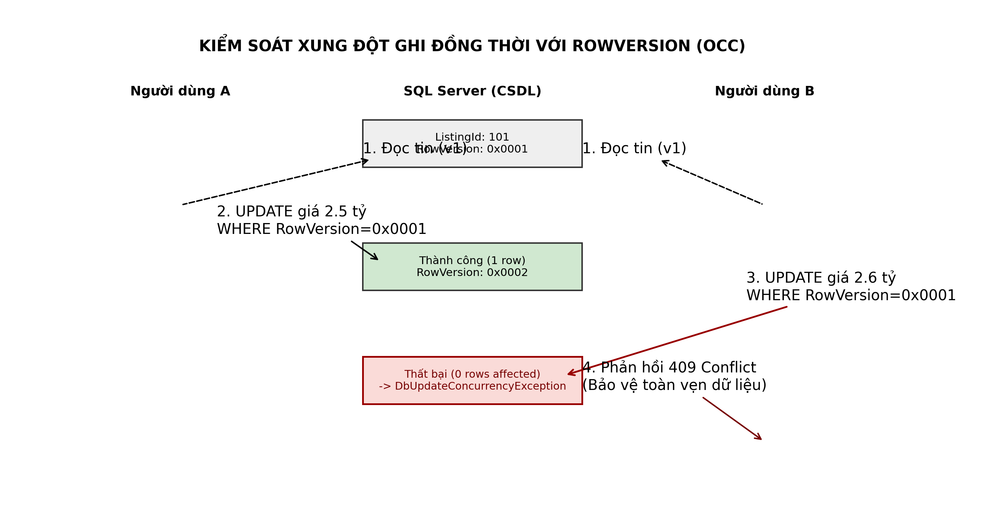 KIỂM SOÁT XUNG ĐỘT GHI ĐỒNG THỜI VỚI ROWVERSION (OCC)
Người dùng A
SQL Server (CSDL)
Người dùng B
ListingId: 101
RowVersion: 0x0001
1. Đọc tin (v1)
1. Đọc tin (v1)
2. UPDATE giá 2.5 tỷ
WHERE RowVersion=0x0001
Thành công (1 row)
RowVersion: 0x0002
3. UPDATE giá 2.6 tỷ
WHERE RowVersion=0x0001
Thất bại (0 rows affected)
-> DbUpdateConcurrencyException
4. Phản hồi 409 Conflict
(Bảo vệ toàn vẹn dữ liệu)